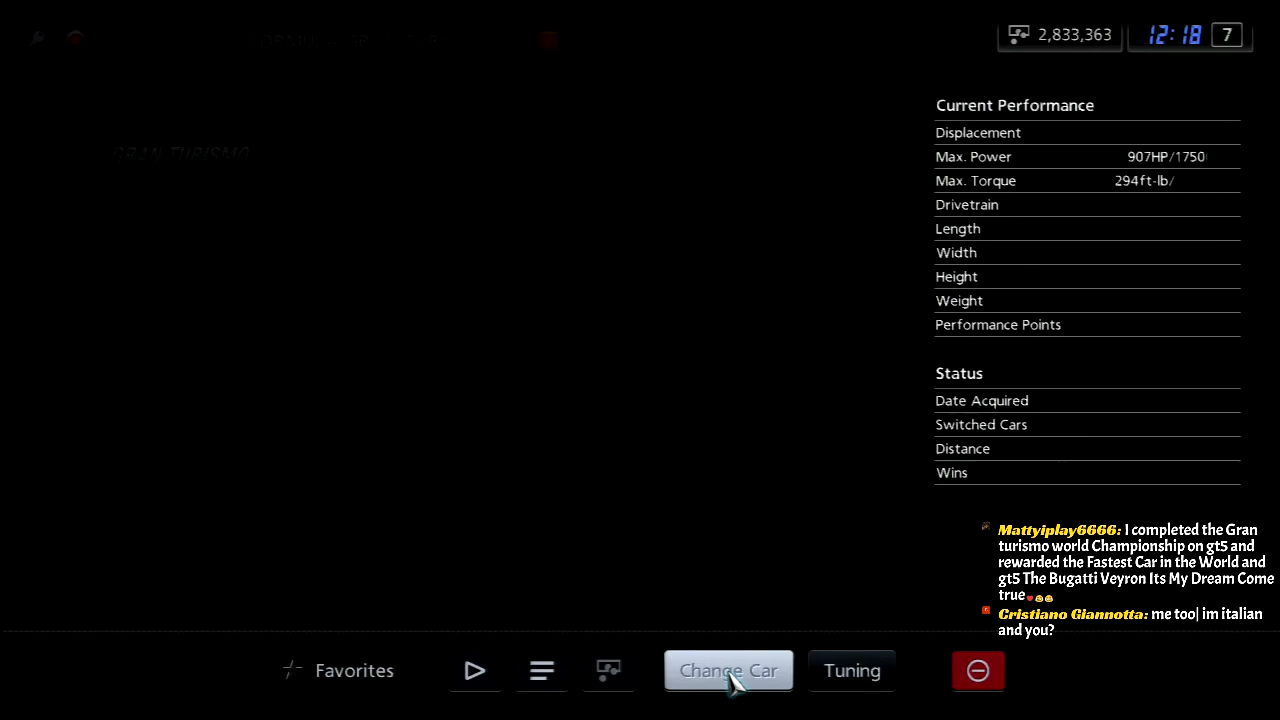 2,833,363
12:18
7
GRAN TURISMO
Current Performance
Displacement
Max. Power 907HP/1750
Max. Torque 294ft-lb/
Drivetrain
Length
Width
Height
Weight
Performance Points
Status
Date Acquired
Switched Cars
Distance
Wins
Mattyiplay6666: I completed the Gran
turismo world Championship on gt5 and
rewarded the Fastest Car in the World and
gt5 The Bugatti Veyron Its My Dream Come
true
Cristiano Giannotta: me too| im italian
and you?
Favorites
Change Car
Tuning